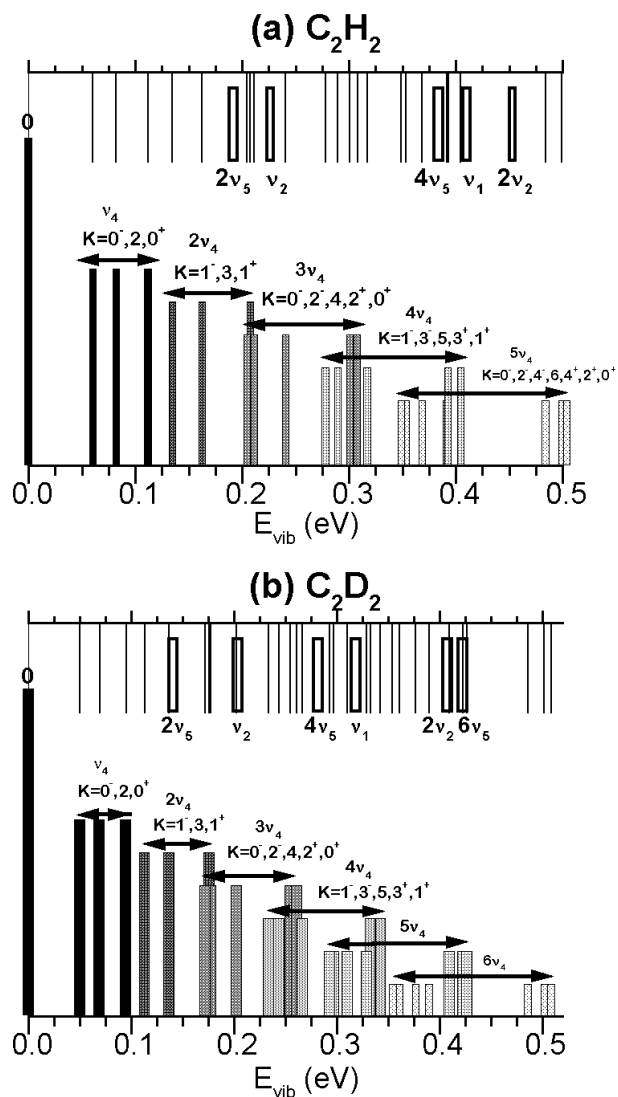 (a) C₂H₂
0
2ν₅ ν₂ 4ν₅ ν₁ 2ν₂
ν₄
K=0⁻,2,0⁺
2ν₄
K=1⁻,3,1⁺
3ν₄
K=0⁻,2⁻,4,2⁺,0⁺
4ν₄
K=1⁻,3⁻,5,3⁺,1⁺
5ν₄
K=0⁻,2⁻,4⁻,6,4⁺,2⁺,0⁺
0.0 0.1 0.2 0.3 0.4 0.5
E_vib (eV)
(b) C₂D₂
0
2ν₅ ν₂ 4ν₅ ν₁ 2ν₂ 6ν₅
ν₄
K=0⁻,2,0⁺
2ν₄
K=1⁻,3,1⁺
3ν₄
K=0⁻,2⁻,4,2⁺,0⁺
4ν₄
K=1⁻,3⁻,5,3⁺,1⁺
5ν₄
6ν₄
0.0 0.1 0.2 0.3 0.4 0.5
E_vib (eV)